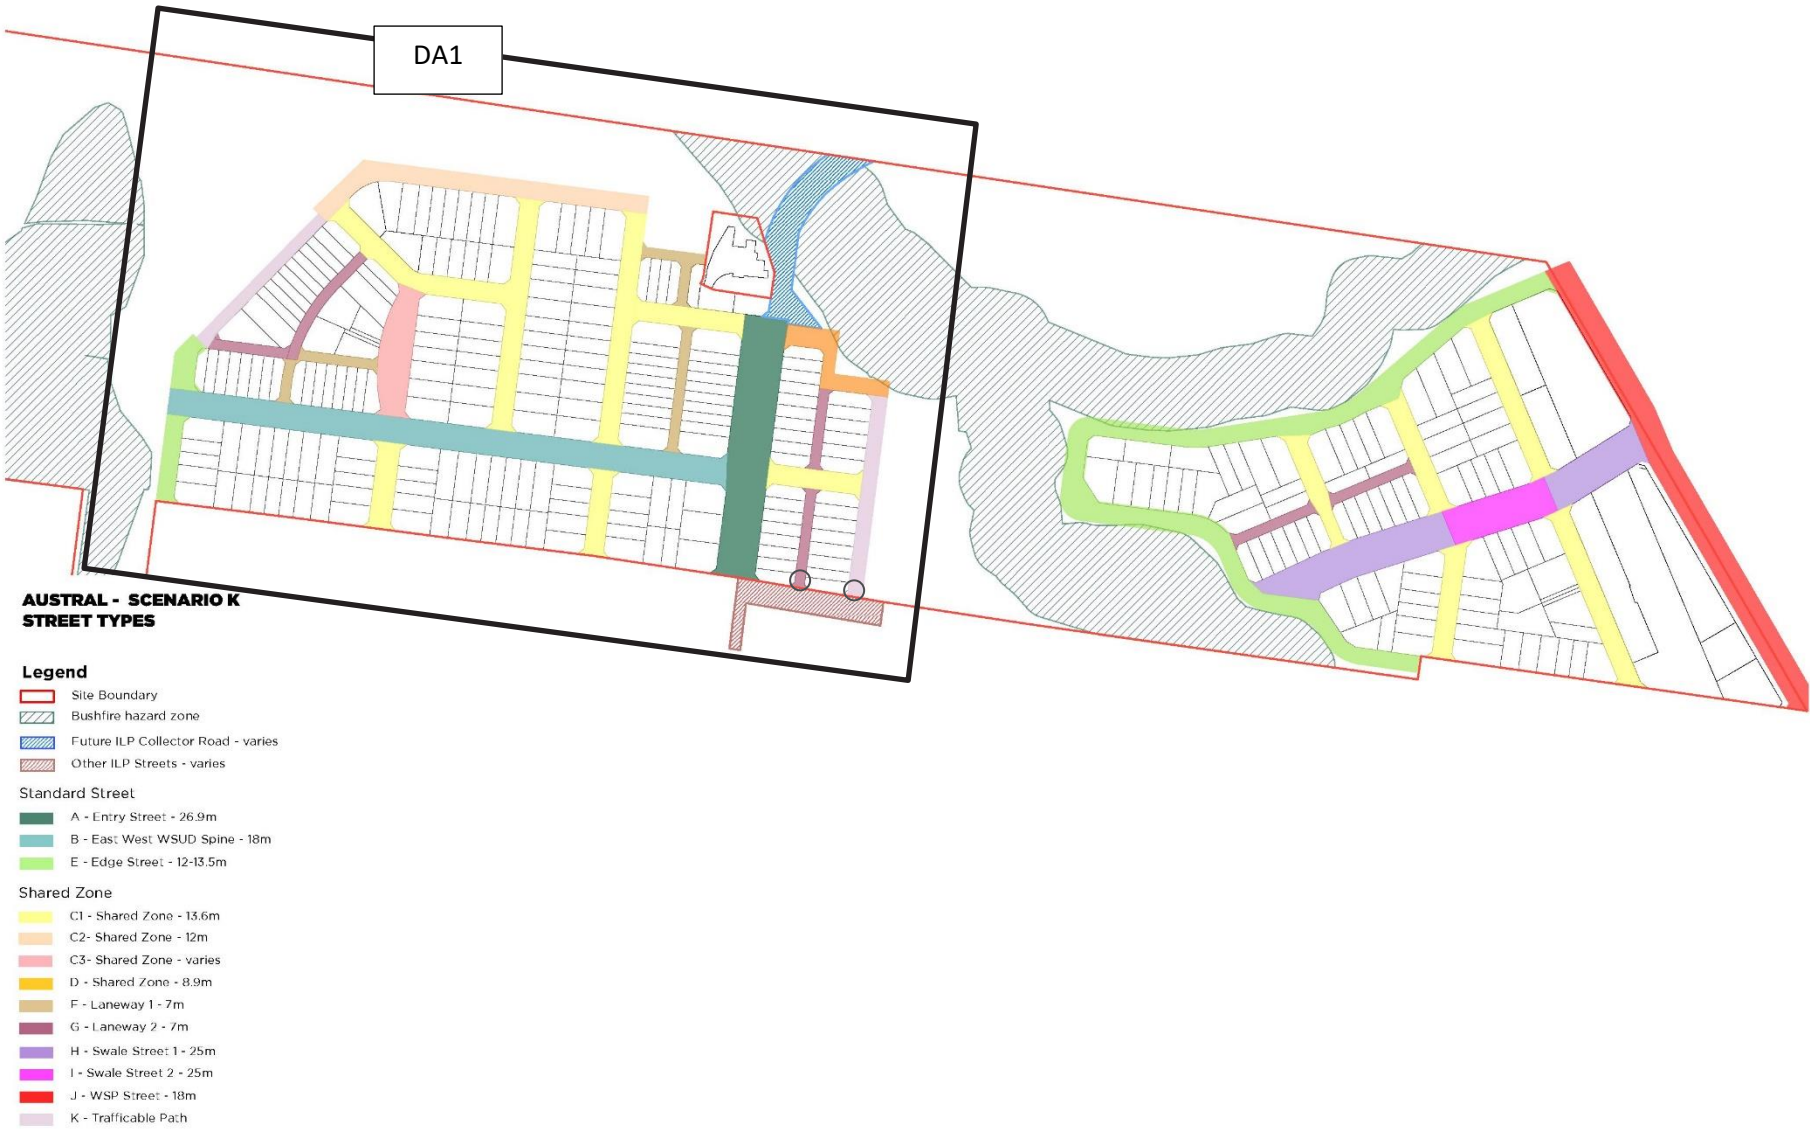 DA1
AUSTRAL - SCENARIO K
STREET TYPES
Legend
Site Boundary
Bushfire hazard zone
Future ILP Collector Road - varies
Other ILP Streets - varies
Standard Street
A - Entry Street - 26.9m
B - East West WSUD Spine - 18m
E - Edge Street - 12-13.5m
Shared Zone
C1 - Shared Zone - 13.6m
C2- Shared Zone - 12m
C3- Shared Zone - varies
D - Shared Zone - 8.9m
F - Laneway 1 - 7m
G - Laneway 2 - 7m
H - Swale Street 1 - 25m
I - Swale Street 2 - 25m
J - WSP Street - 18m
K - Trafficable Path